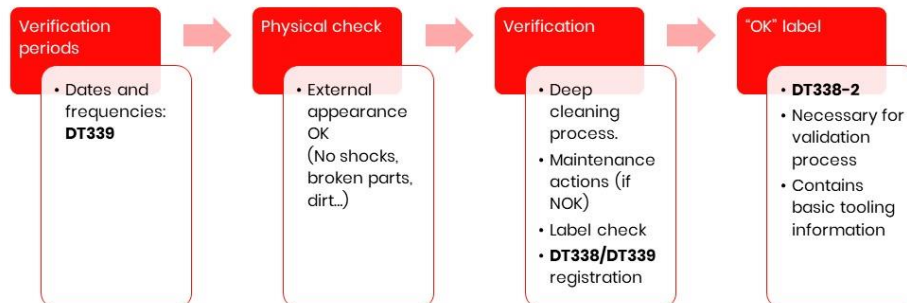 Verification
periods
• Dates and
frequencies:
DT339
Physical check
• External
appearance
OK
(No shocks,
broken parts,
dirt...)
Verification
• Deep
cleaning
process.
• Maintenance
actions (if
NOK)
• Label check
• DT338/DT339
registration
"OK" label
• DT338-2
• Necessary for
validation
process
• Contains
basic tooling
information